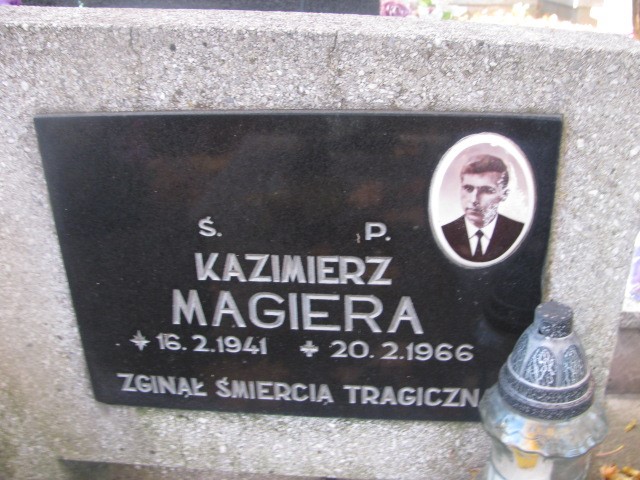 Ś. P.
KAZIMIERZ
MAGIERA
16.2.1941 20.2.1966
ZGINĄŁ ŚMIERCIĄ TRAGICZN